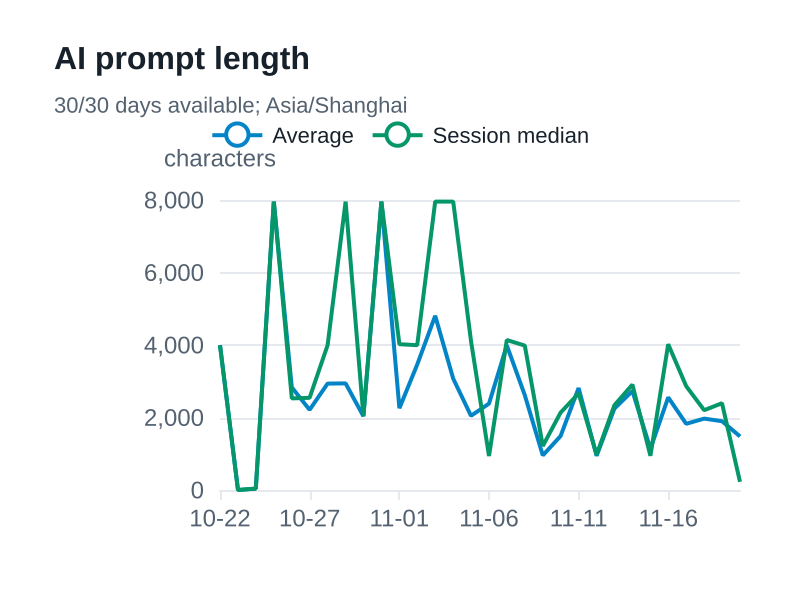 AI prompt length
30/30 days available; Asia/Shanghai
Average Session median
characters
8,000
6,000
4,000
2,000
0
10-22 10-27 11-01 11-06 11-11 11-16